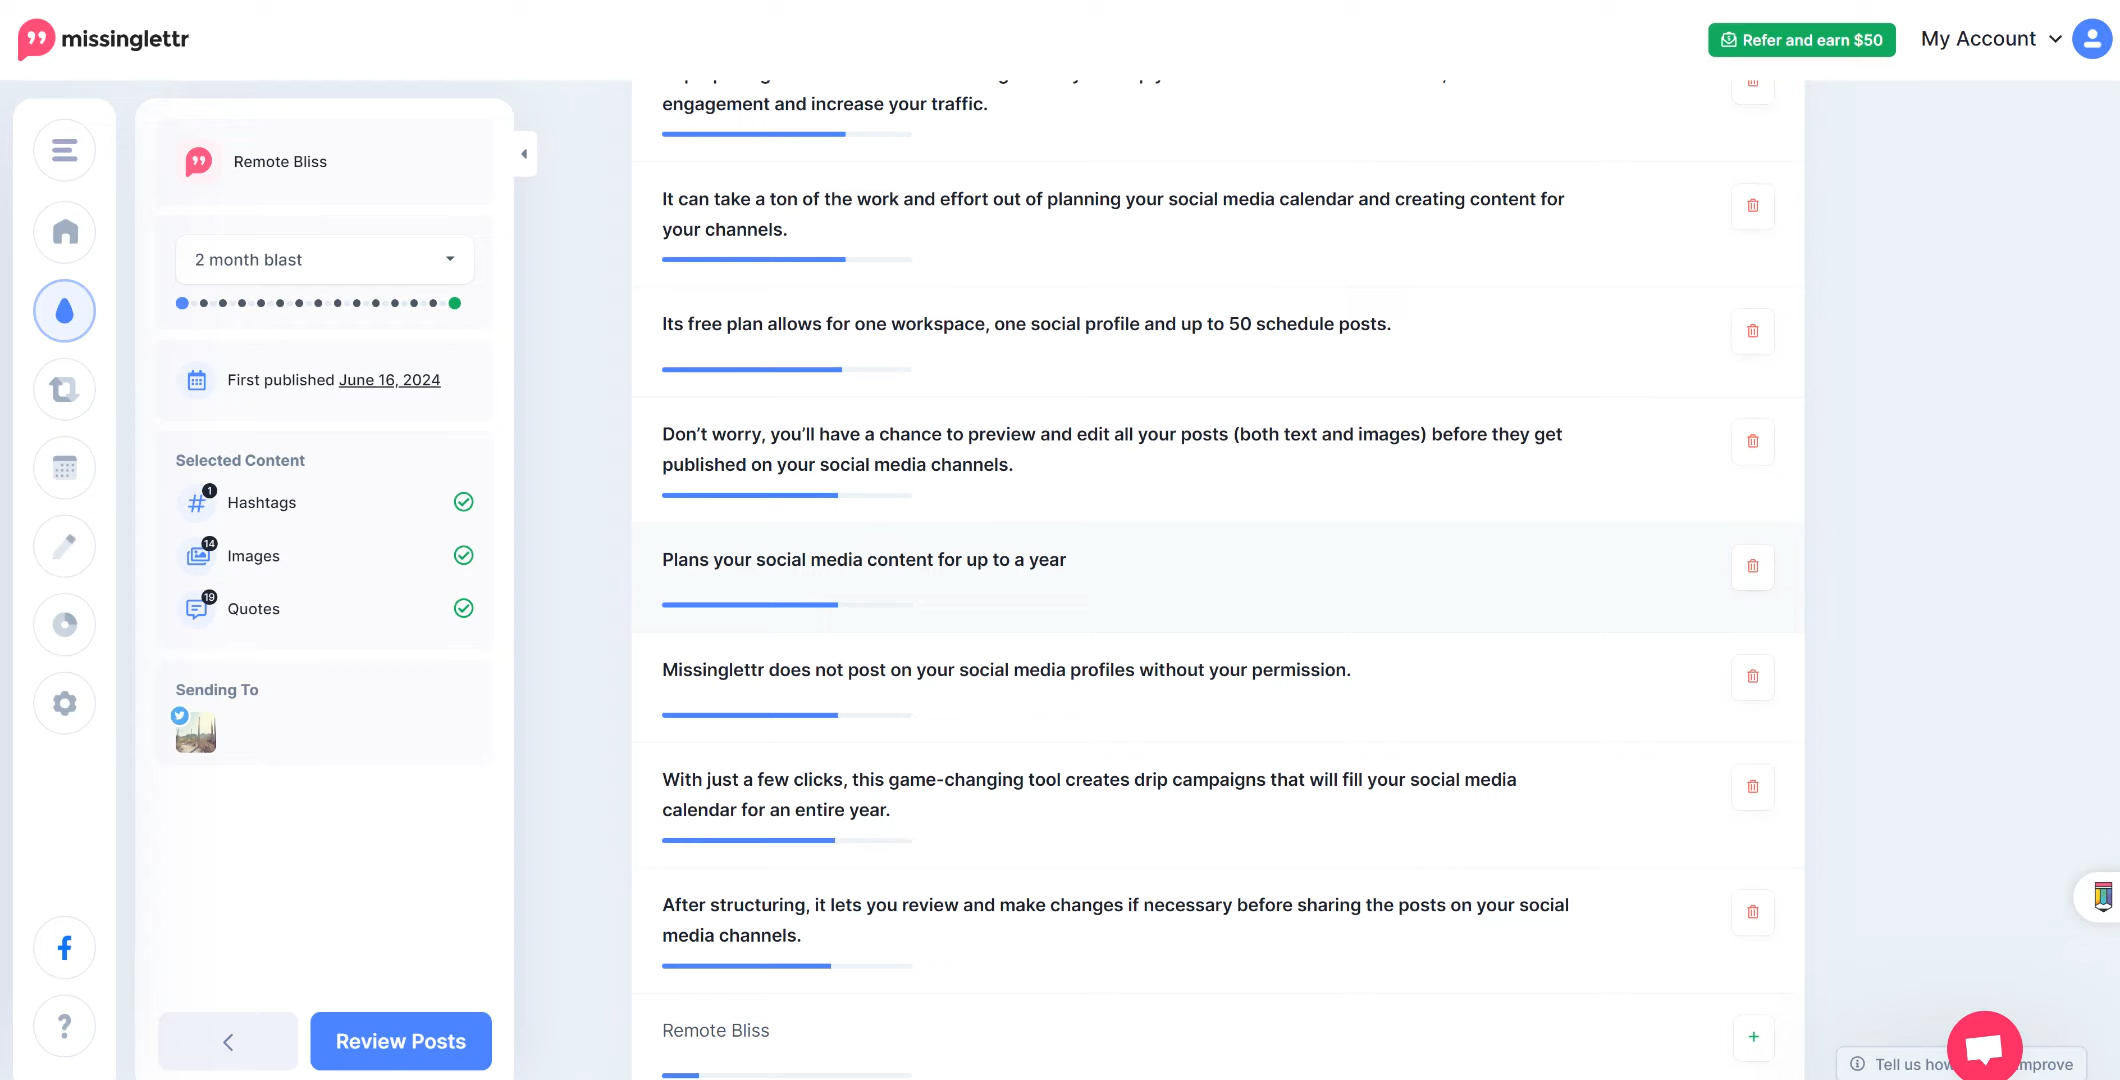 missinglettr
Refer and earn $50
My Account
engagement and increase your traffic.
Remote Bliss
It can take a ton of the work and effort out of planning your social media calendar and creating content for
your channels.
2 month blast
Its free plan allows for one workspace, one social profile and up to 50 schedule posts.
First published June 16, 2024
Don’t worry, you’ll have a chance to preview and edit all your posts (both text and images) before they get
published on your social media channels.
Selected Content
1
Hashtags
14
Images
Plans your social media content for up to a year
19
Quotes
Missinglettr does not post on your social media profiles without your permission.
Sending To
With just a few clicks, this game-changing tool creates drip campaigns that will fill your social media
calendar for an entire year.
After structuring, it lets you review and make changes if necessary before sharing the posts on your social
media channels.
Remote Bliss
Review Posts
Tell us how